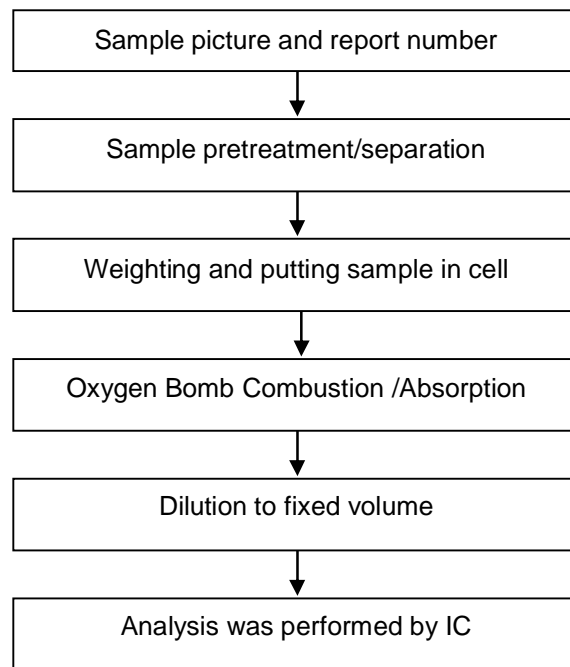 Sample picture and report number
Sample pretreatment/separation
Weighting and putting sample in cell
Oxygen Bomb Combustion /Absorption
Dilution to fixed volume
Analysis was performed by IC